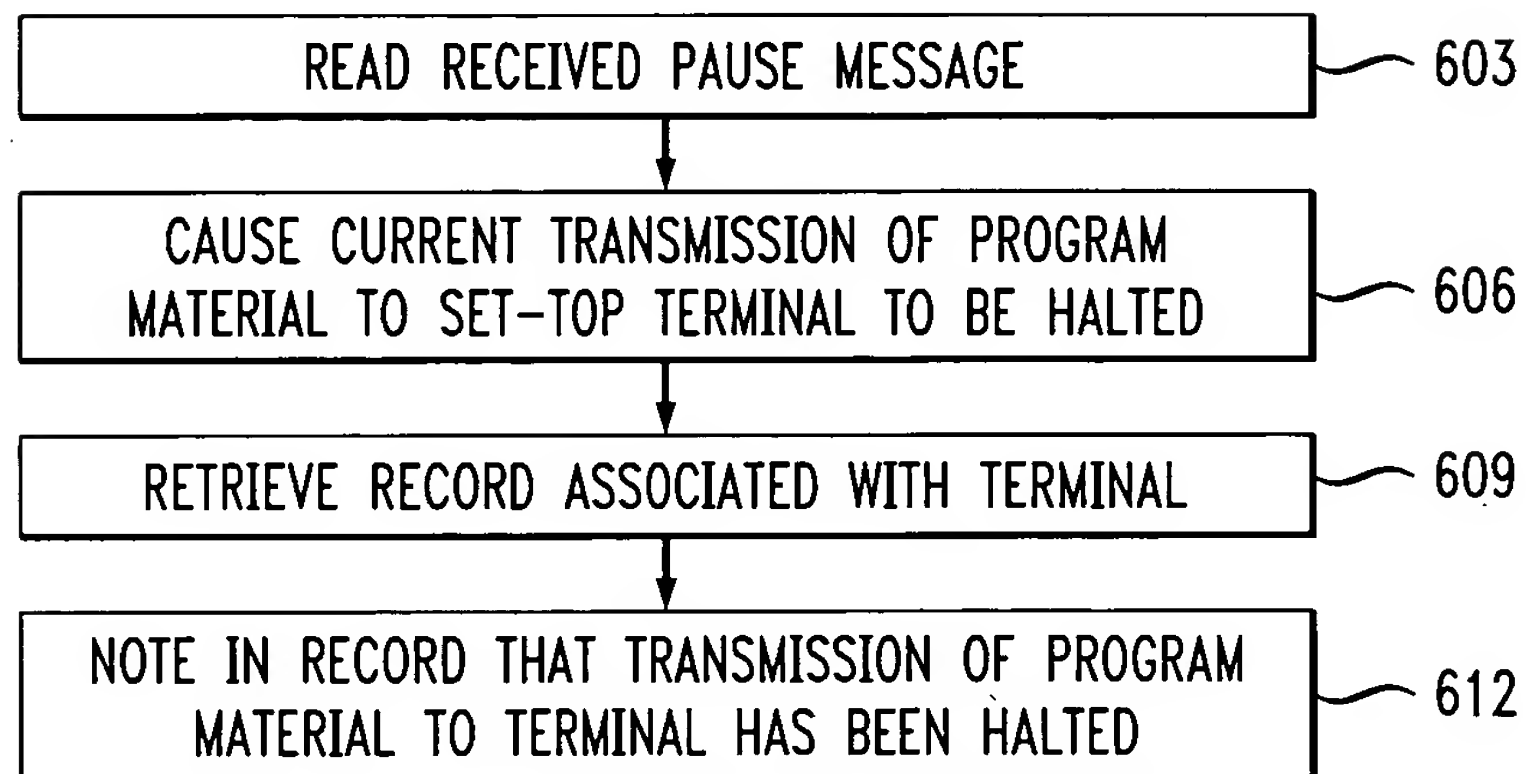 READ RECEIVED PAUSE MESSAGE
603
CAUSE CURRENT TRANSMISSION OF PROGRAM
MATERIAL TO SET-TOP TERMINAL TO BE HALTED
606
RETRIEVE RECORD ASSOCIATED WITH TERMINAL
609
NOTE IN RECORD THAT TRANSMISSION OF PROGRAM
MATERIAL TO TERMINAL HAS BEEN HALTED
612